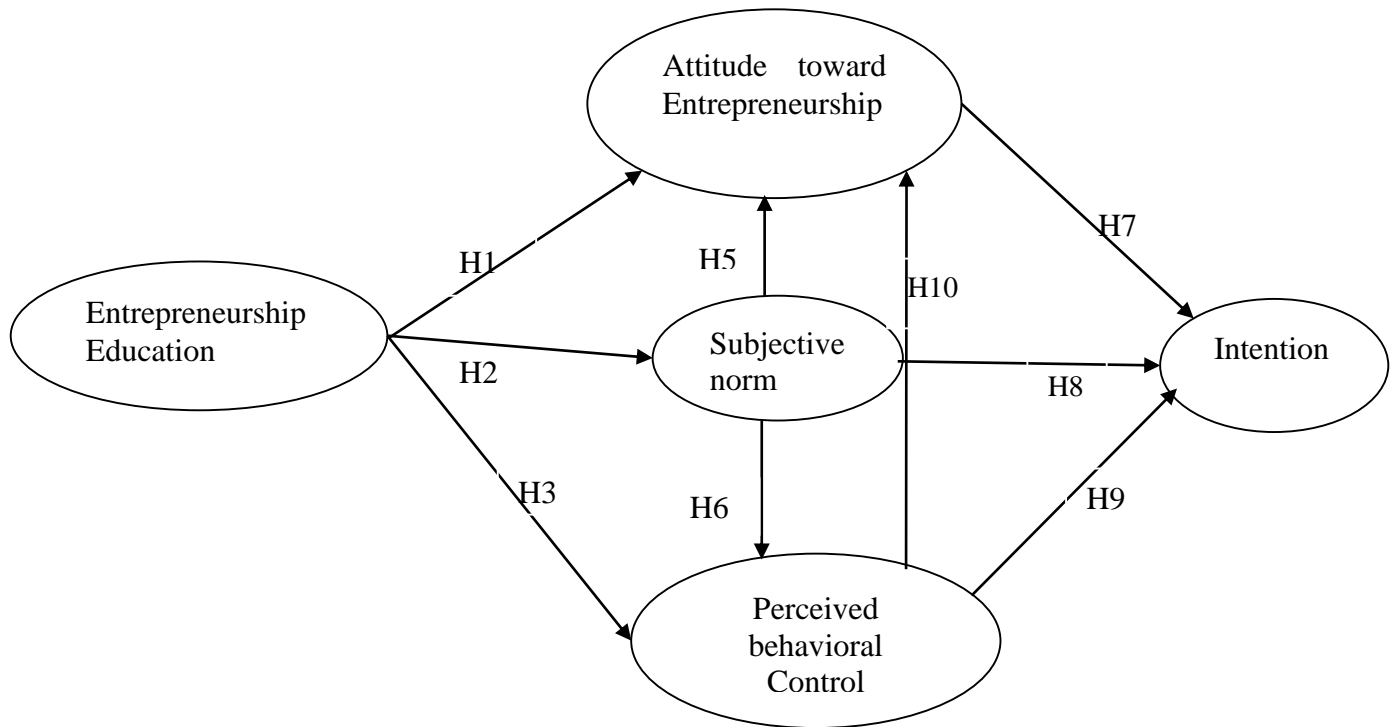 Attitude toward
Entrepreneurship
H1
H5
H7
H10
Entrepreneurship
Education
Subjective
norm
Intention
H2
H8
H3
H6
H9
Perceived
behavioral
Control